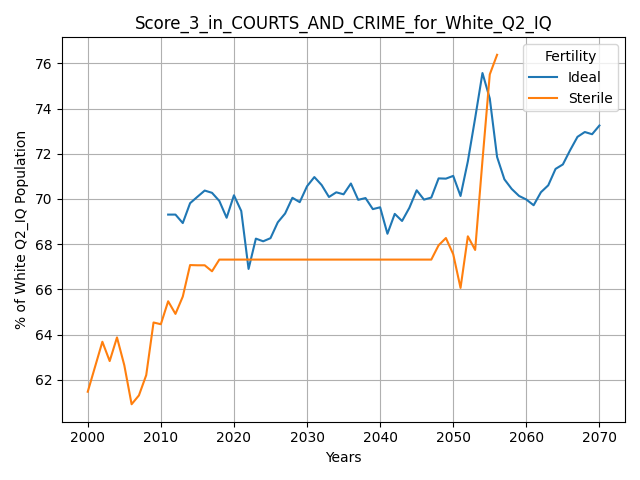 Score_3_in_COURTS_AND_CRIME_for_White_Q2_IQ
% of White Q2_IQ Population
76
74
72
70
68
66
64
62
Fertility
Ideal
Sterile
2000 2010 2020 2030 2040 2050 2060 2070
Years